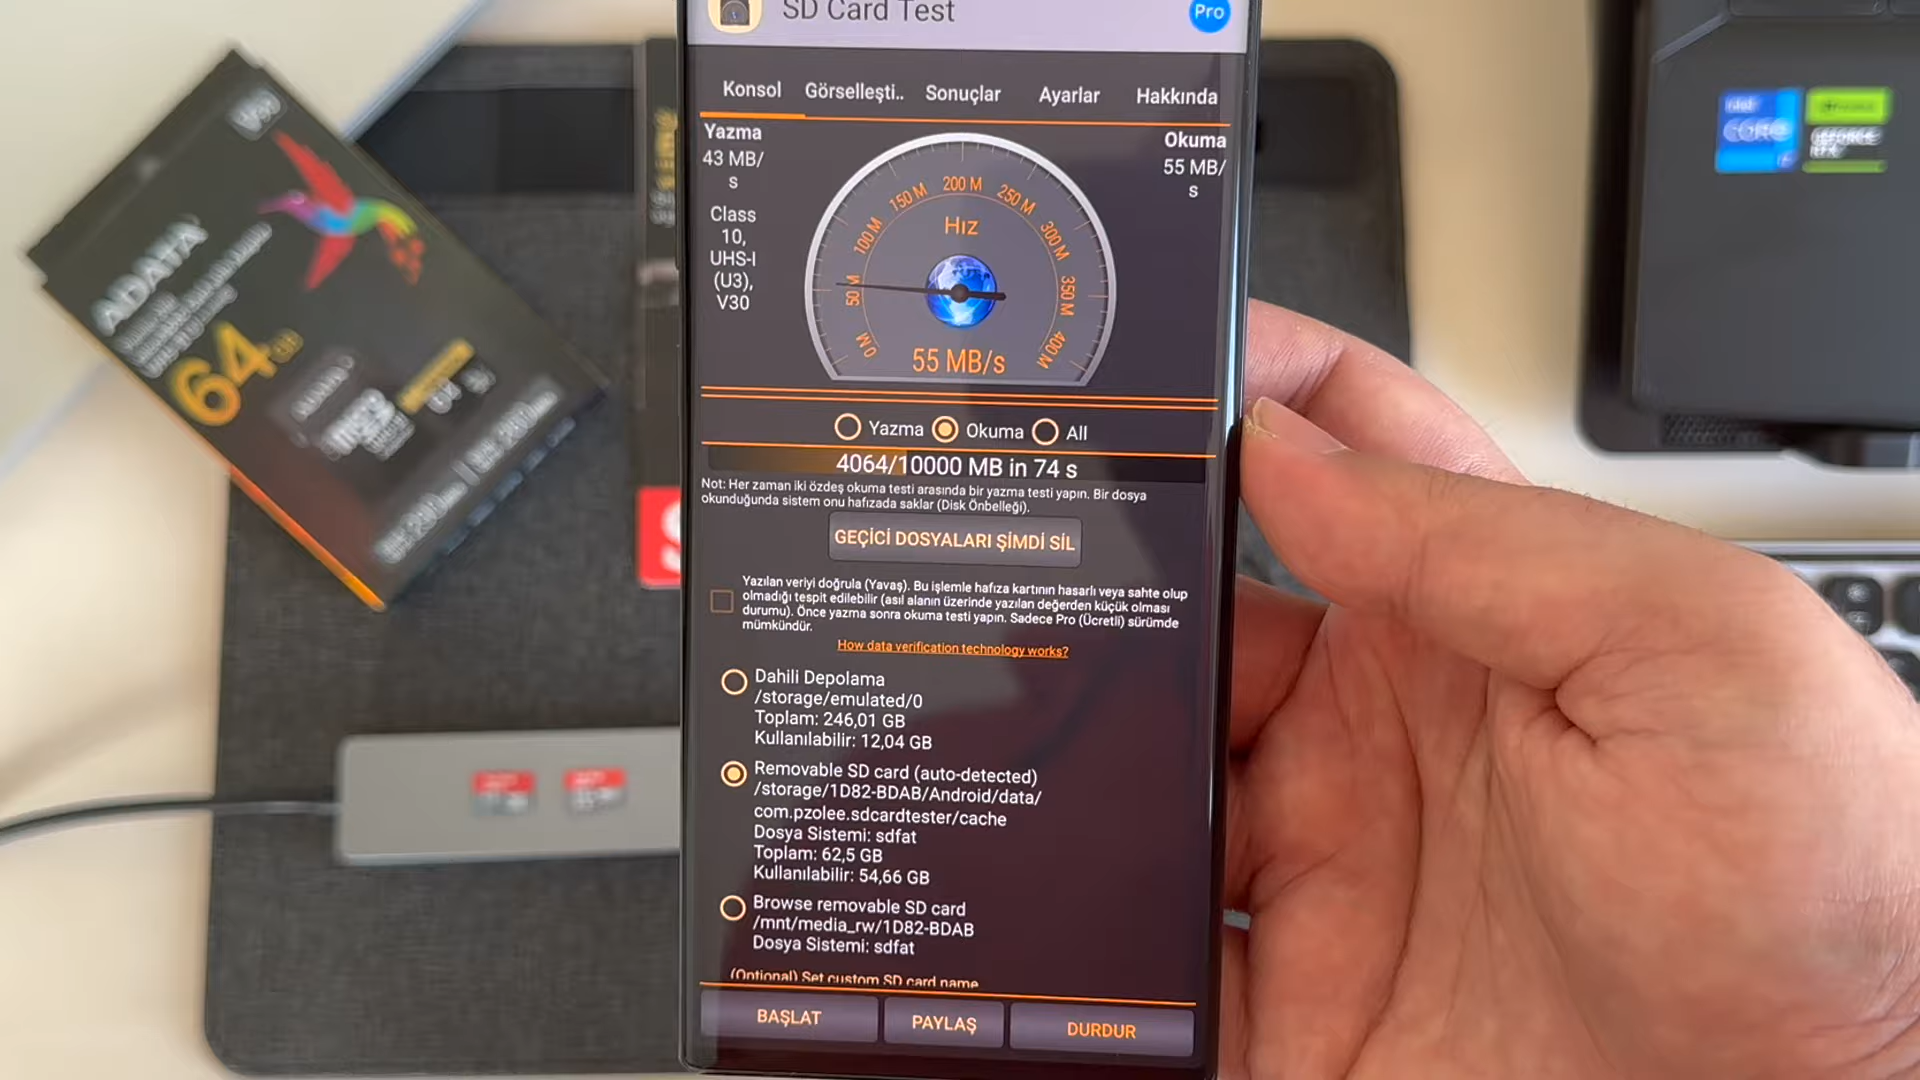 SD Card Test
Pro
Konsol
Görselleşti..
Sonuçlar
Ayarlar
Hakkında
Yazma
43 MB/
s
Class
10,
UHS-I
(U3),
V30
Okuma
55 MB/
s
0 M
50 M
100 M
150 M
200 M
250 M
300 M
350 M
400 M
Hız
55 MB/s
Yazma
Okuma
All
4064/10000 MB in 74 s
Not: Her zaman iki özdeş okuma testi arasında bir yazma testi yapın. Bir dosya
okunduğunda sistem onu hafızada saklar (Disk Önbelleği).
GEÇİCİ DOSYALARI ŞİMDİ SİL
Yazılan veriyi doğrula (Yavaş). Bu işlemle hafıza kartının hasarlı veya sahte olup
olmadığı tespit edilebilir (asıl alanın üzerinde yazılan değerden küçük olması
durumu). Önce yazma sonra okuma testi yapın. Sadece Pro (Ücretli) sürümde
mümkündür.
How data verification technology works?
Dahili Depolama
/storage/emulated/0
Toplam: 246,01 GB
Kullanılabilir: 12,04 GB
Removable SD card (auto-detected)
/storage/1D82-BDAB/Android/data/
com.pzolee.sdcardtester/cache
Dosya Sistemi: sdfat
Toplam: 62,5 GB
Kullanılabilir: 54,66 GB
Browse removable SD card
/mnt/media_rw/1D82-BDAB
Dosya Sistemi: sdfat
(Optional) Set custom SD card name
BAŞLAT
PAYLAŞ
DURDUR
ADATA
64 GB
CORE
GEFORCE
RTX